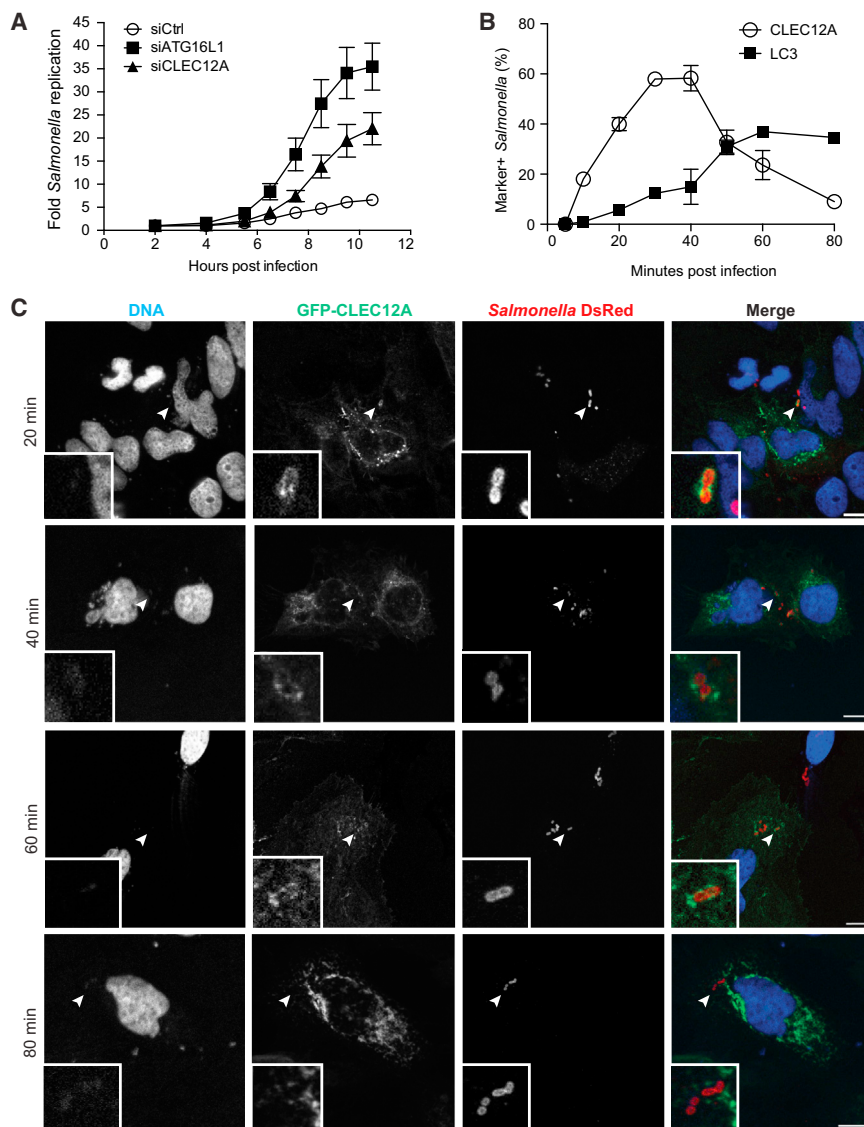 A
siCtrl
siATG16L1
siCLEC12A
Fold Salmonella replication
45
40
35
30
25
20
15
10
5
0
0 2 4 6 8 10 12
Hours post infection
B
CLEC12A
LC3
Marker+ Salmonella (%)
80
60
40
20
0
0 20 40 60 80
Minutes post infection
C
DNA GFP-CLEC12A Salmonella DsRed Merge
20 min
40 min
60 min
80 min